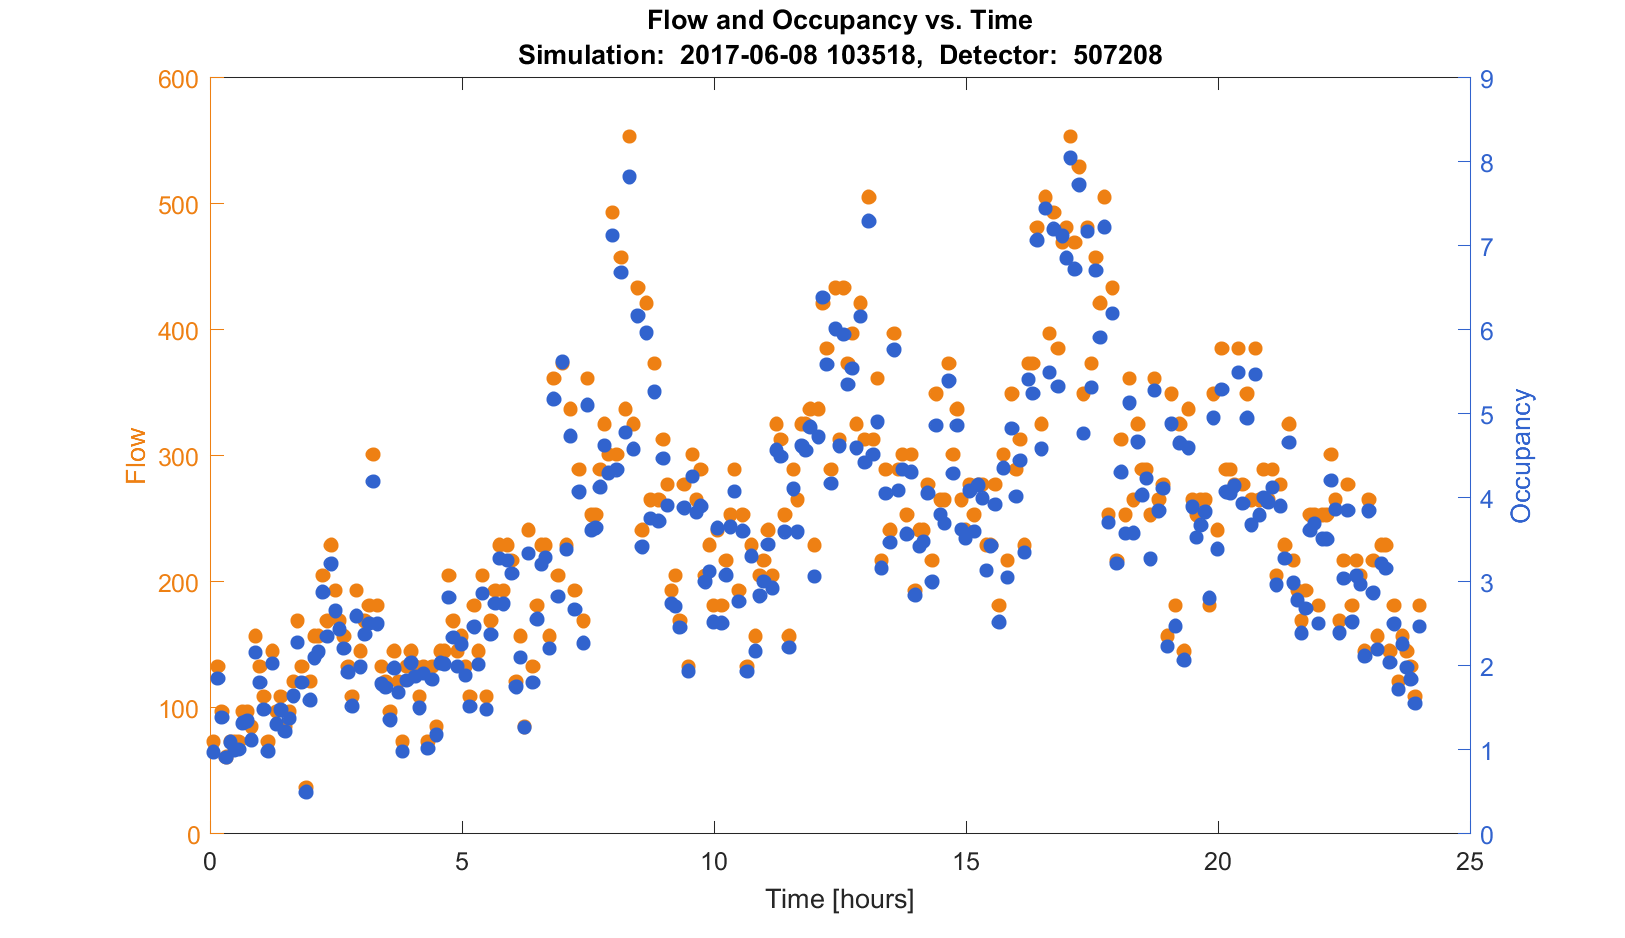 Flow and Occupancy vs. Time
Simulation:  2017-06-08 103518,  Detector:  507208
600
500
400
300
200
100
0
Flow
9
8
7
6
5
4
3
2
1
0
Occupancy
0 5 10 15 20 25
Time [hours]